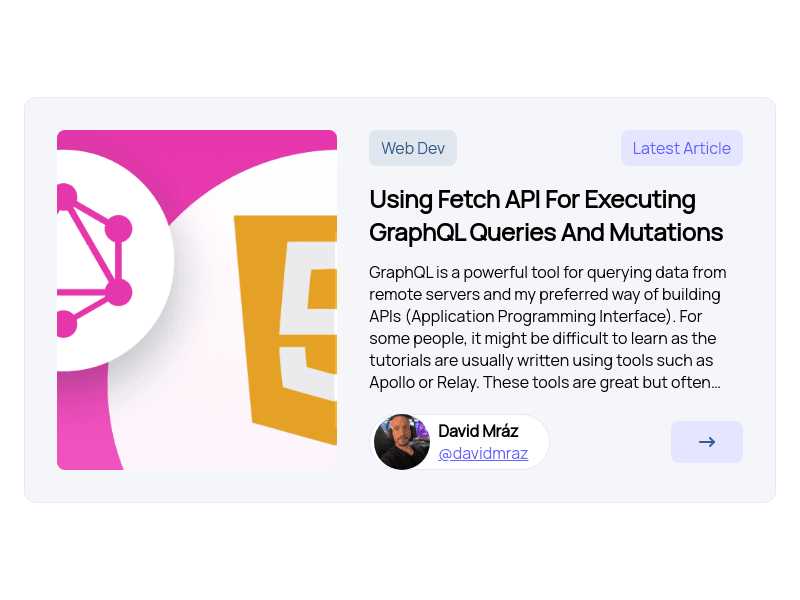 Web Dev
Latest Article
Using Fetch API For Executing
GraphQL Queries And Mutations
GraphQL is a powerful tool for querying data from
remote servers and my preferred way of building
APIs (Application Programming Interface). For
some people, it might be difficult to learn as the
tutorials are usually written using tools such as
Apollo or Relay. These tools are great but often...
David Mráz
@davidmraz